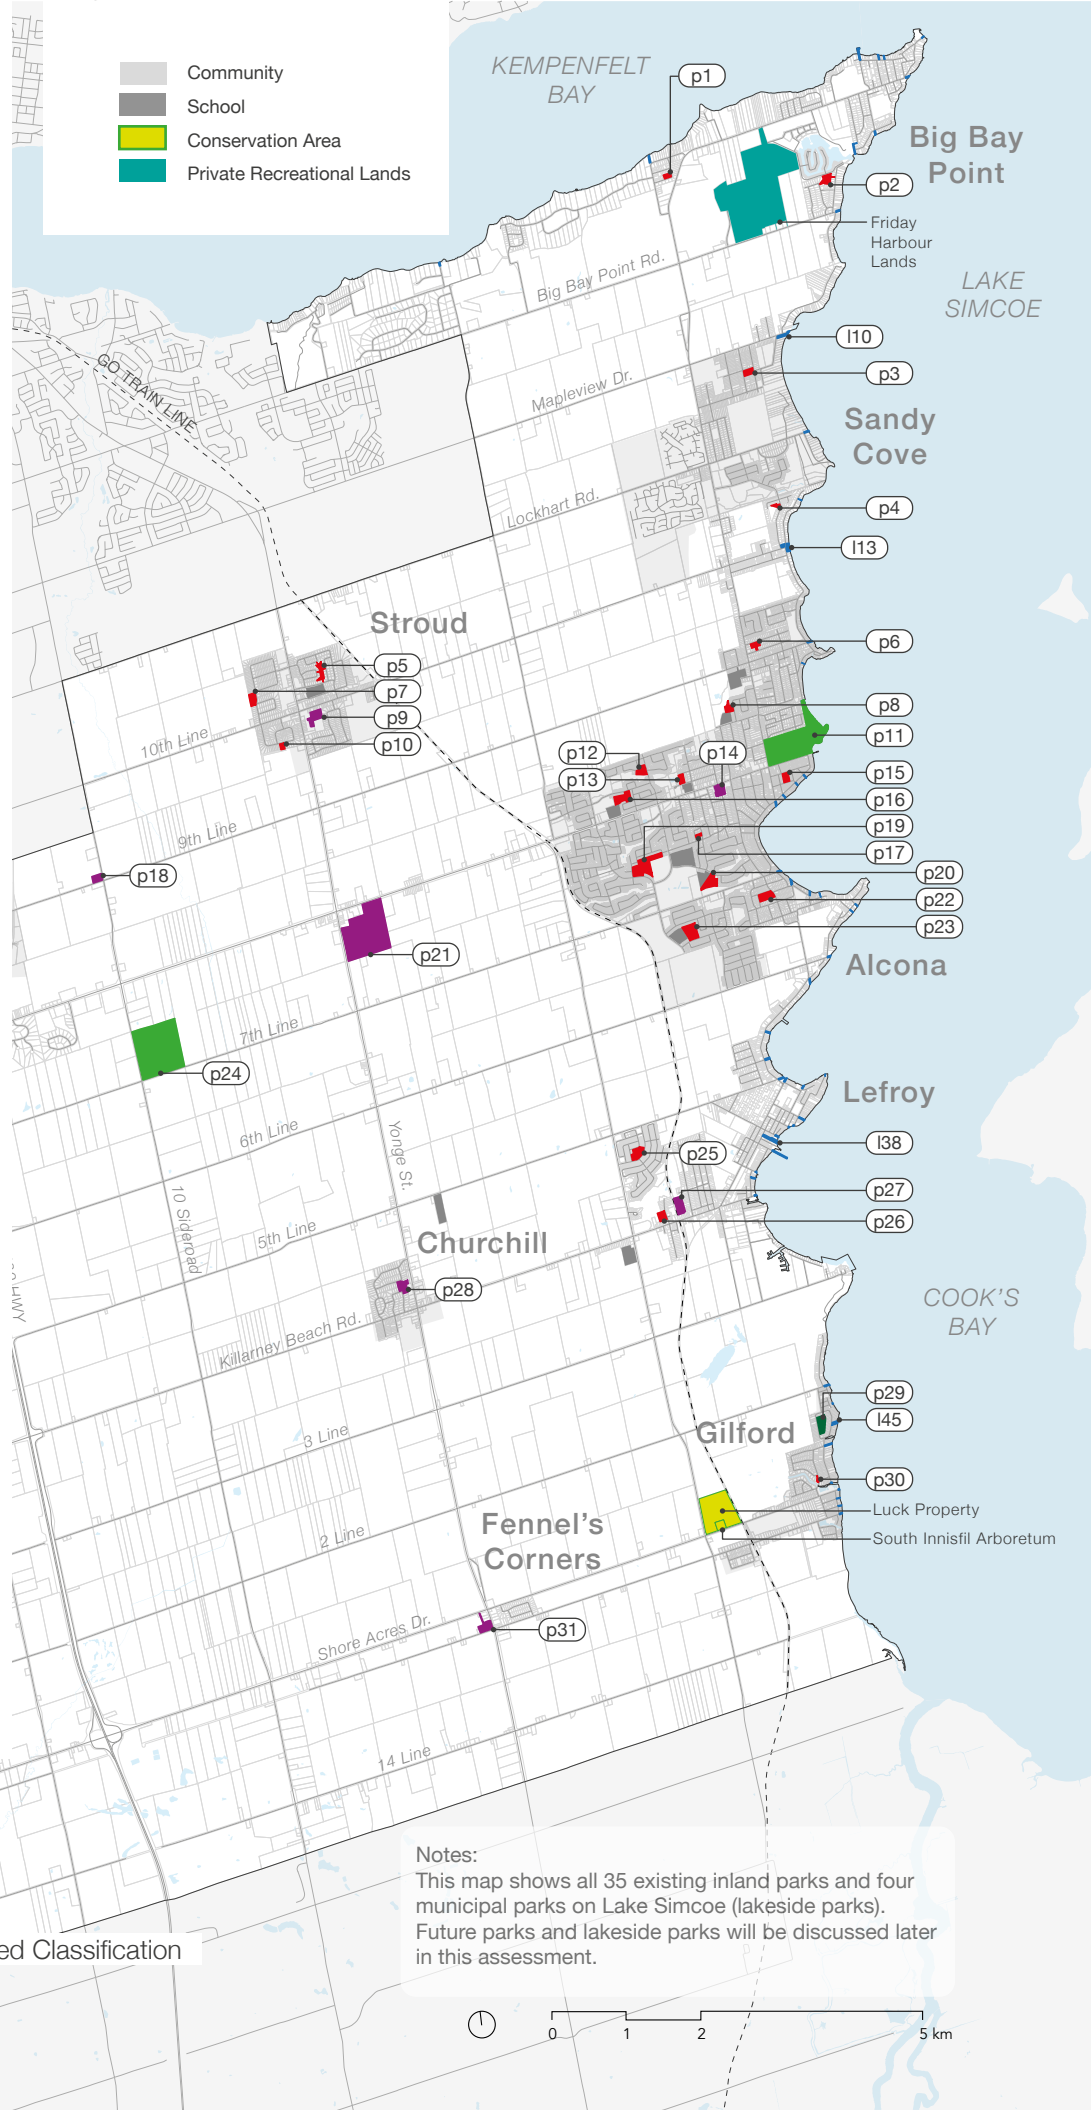 Community
School
Conservation Area
Private Recreational Lands
KEMPENFELT
BAY
p1
Big Bay
Point
p2
Friday
Harbour
Lands
LAKE
SIMCOE
Big Bay Point Rd.
l10
GO TRAIN LINE
p3
Mapleview Dr.
Sandy
Cove
Lockhart Rd.
p4
l13
Stroud
p6
p5
p7
p8
p9
p11
10th Line
p10
p12
p14
p13
p15
p16
p19
9th Line
p17
p18
p20
p22
p23
p21
Alcona
7th Line
p24
Lefroy
6th Line
Yonge St.
l38
p25
10 Sideroad
p27
5th Line
p26
Churchill
p28
HWY
COOK'S
BAY
Killarney Beach Rd.
p29
l45
3 Line
Gilford
p30
Luck Property
2 Line
Fennel's
Corners
South Innisfil Arboretum
Shore Acres Dr.
p31
14 Line
Notes:
This map shows all 35 existing inland parks and four
municipal parks on Lake Simcoe (lakeside parks).
Future parks and lakeside parks will be discussed later
in this assessment.
ed Classification
0 1 2 5 km